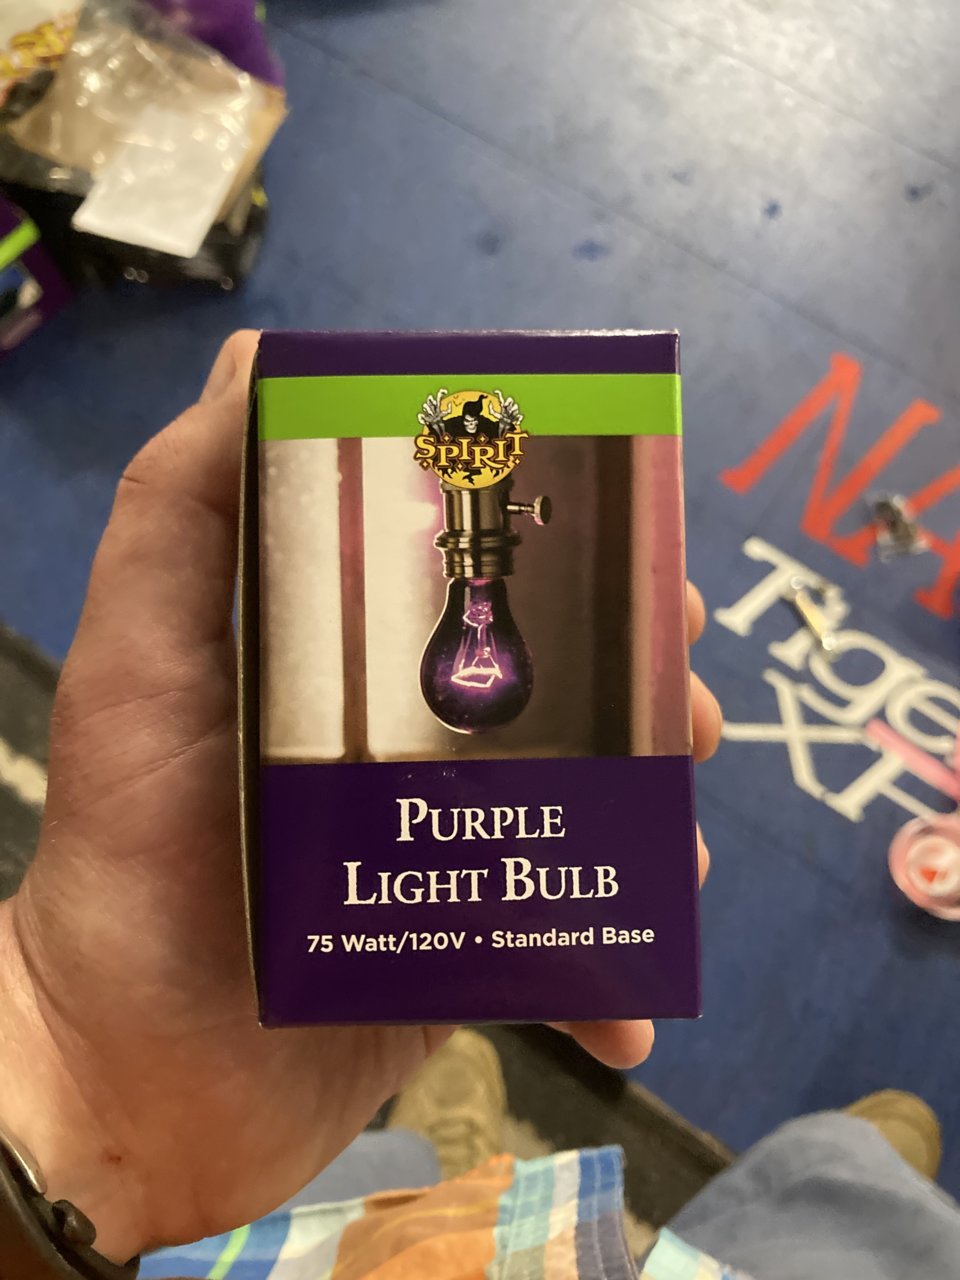 SPIRIT
PURPLE
LIGHT BULB
75 Watt/120V • Standard Base